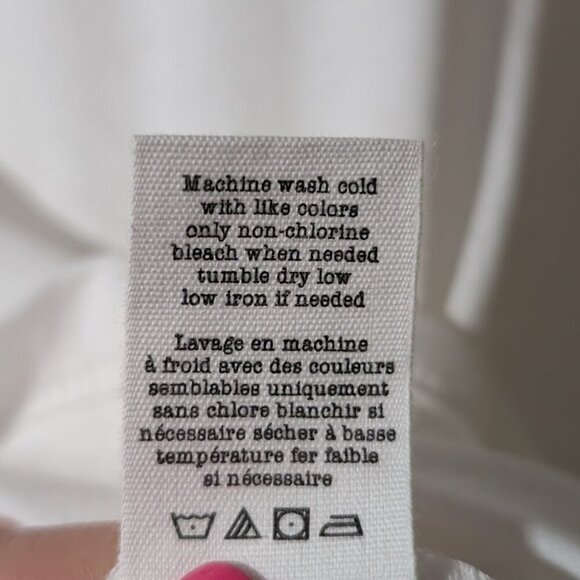 Machine wash cold
with like colors
only non-chlorine
bleach when needed
tumble dry low
low iron if needed
Lavage en machine
à froid avec des couleurs
semblables uniquement
sans chlore blanchir si
nécessaire sécher à basse
température fer faible
si nécessaire